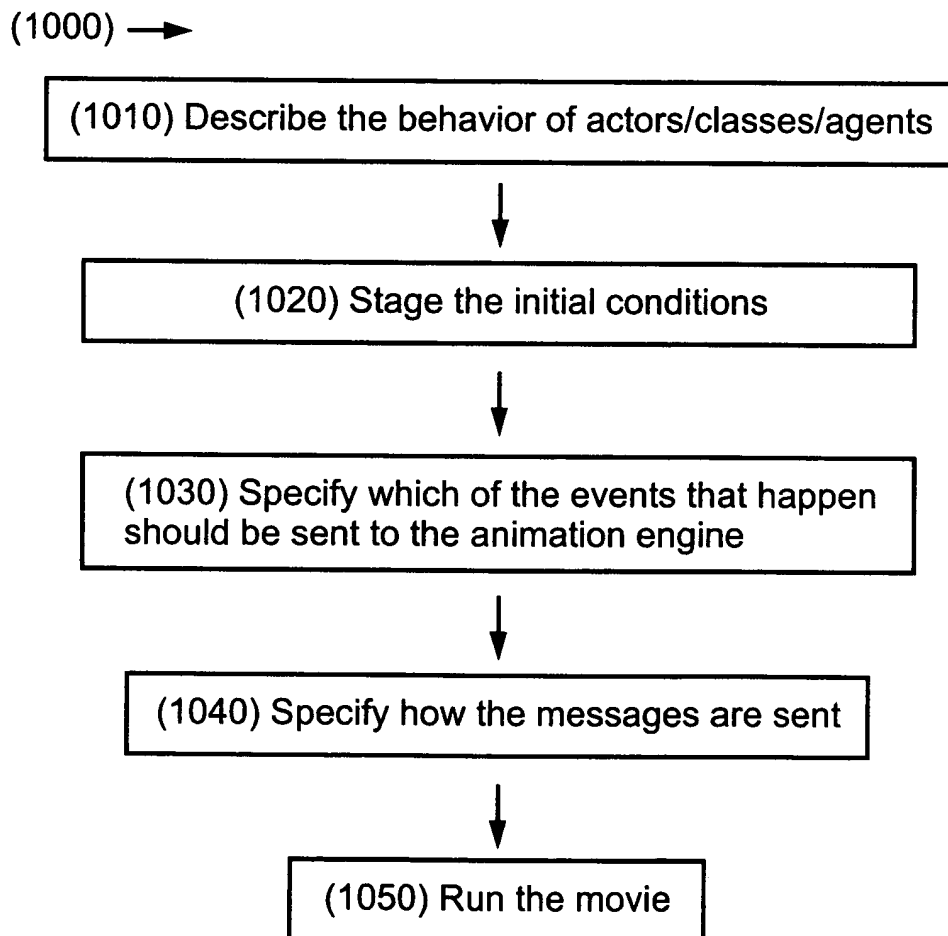 (1000)
(1010) Describe the behavior of actors/classes/agents
(1020) Stage the initial conditions
(1030) Specify which of the events that happen
should be sent to the animation engine
(1040) Specify how the messages are sent
(1050) Run the movie